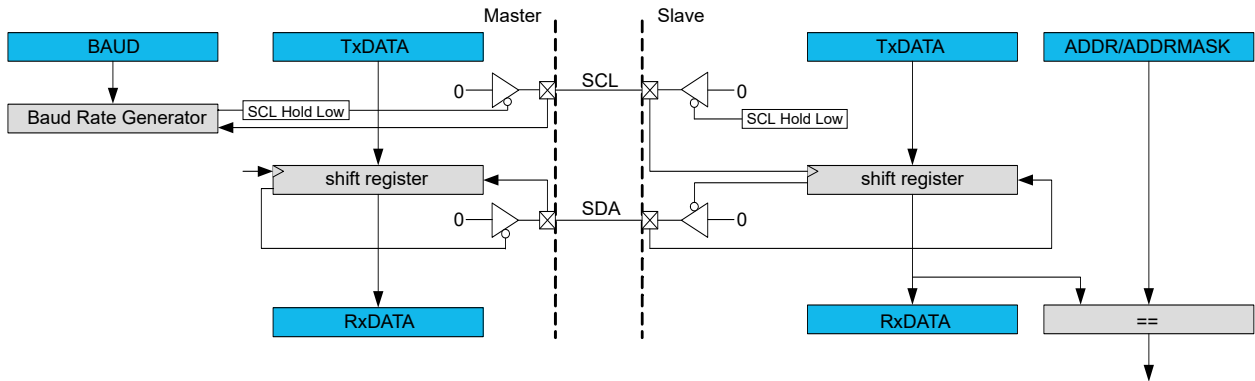 Master
Slave
BAUD
TxDATA
TxDATA
ADDR/ADDRMASK
SCL
0
0
Baud Rate Generator
SCL Hold Low
SCL Hold Low
shift register
shift register
SDA
0
0
RxDATA
RxDATA
==